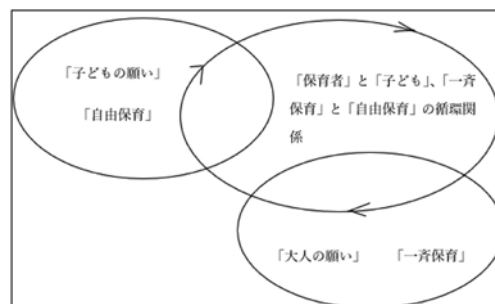 「子どもの願い」
「自由保育」
「保育者」と「子ども」、「一斉
保育」と「自由保育」の循環関
係
「大人の願い」　「一斉保育」